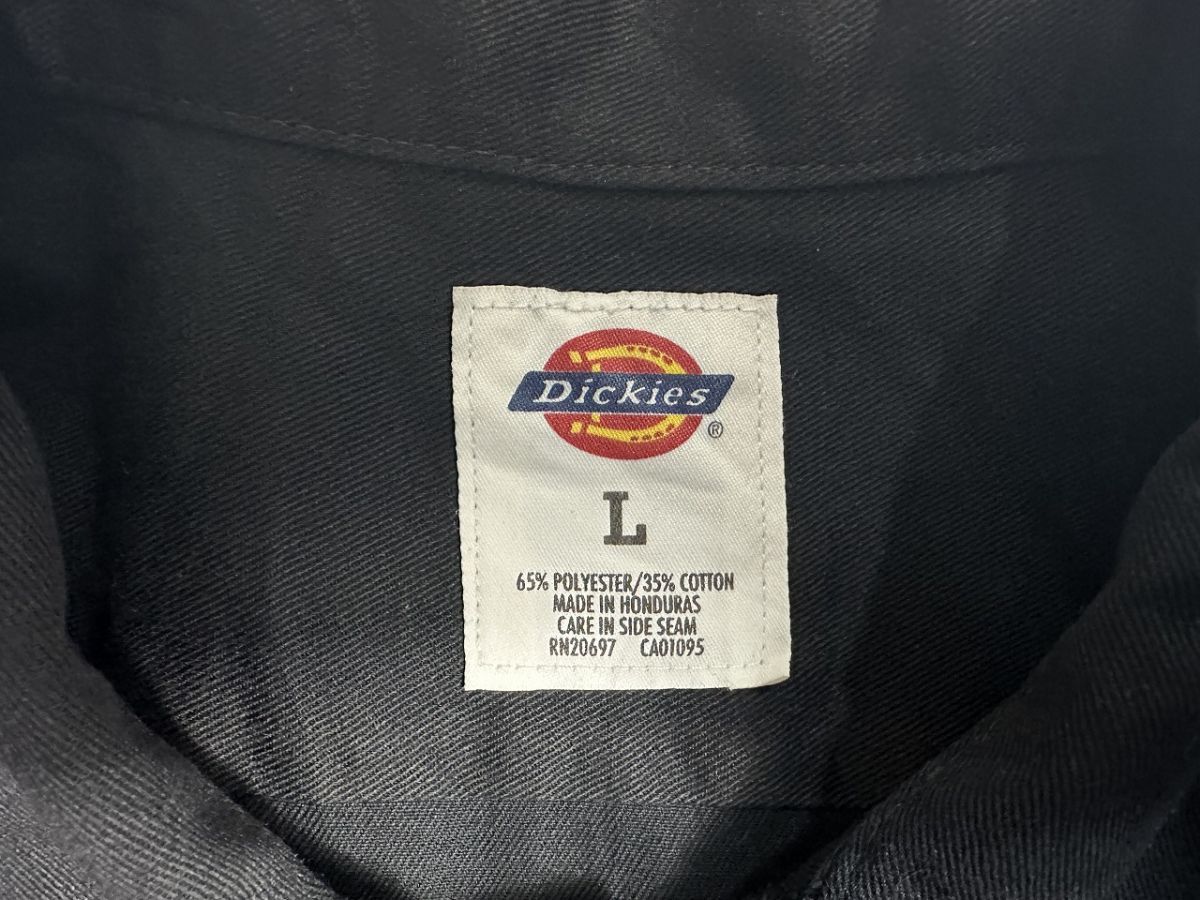 Dickies
®
L
65% POLYESTER/35% COTTON
MADE IN HONDURAS
CARE IN SIDE SEAM
RN20697 CA01095